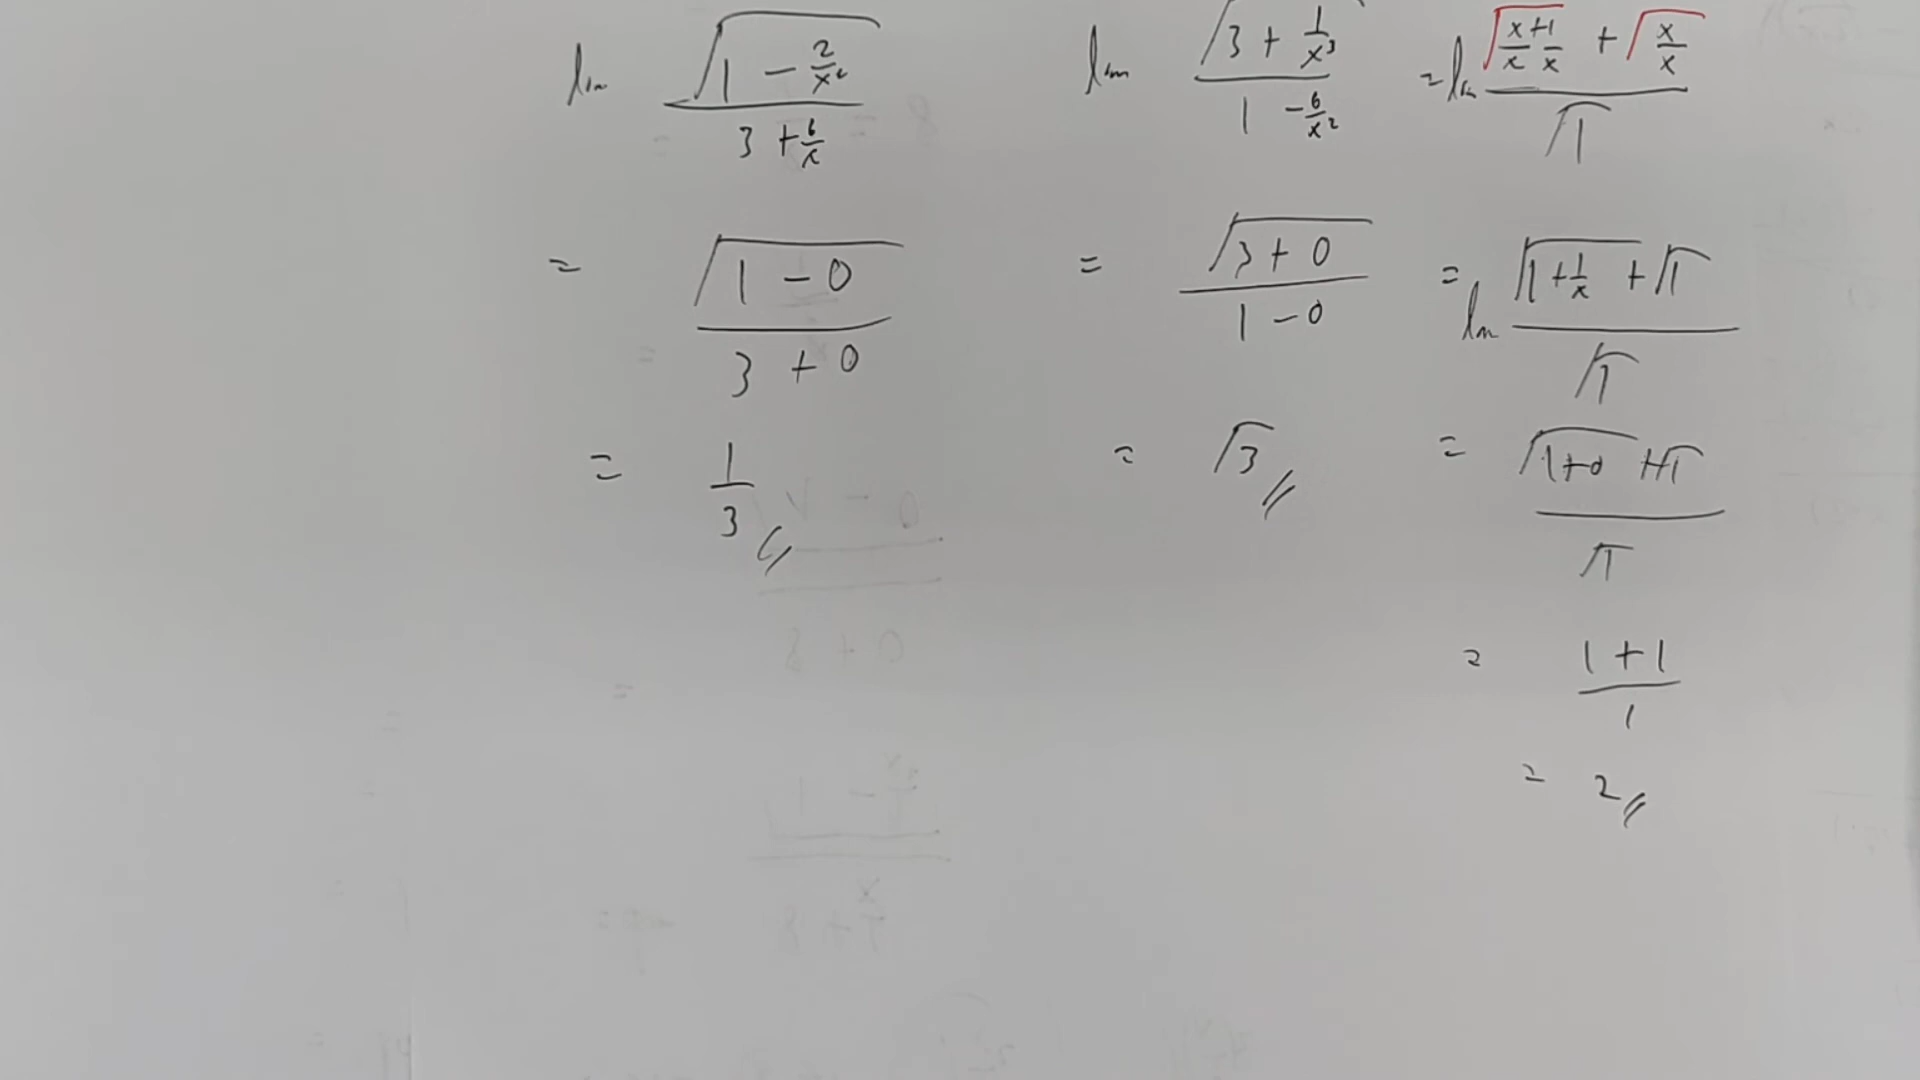 lim √(1 - 2/x²) / (3 + 6/x)
= √(1 - 0) / (3 + 0)
= 1/3 //
lim √(3 + 1/x³) / (1 - 6/x²)
= √(3 + 0) / (1 - 0)
= √3 //
= lim (√(x/x + 1/x) + √(x/x)) / √1
= lim (√(1 + 1/x) + √1) / √1
= (√(1+0) + √1) / √1
= (1 + 1) / 1
= 2 //